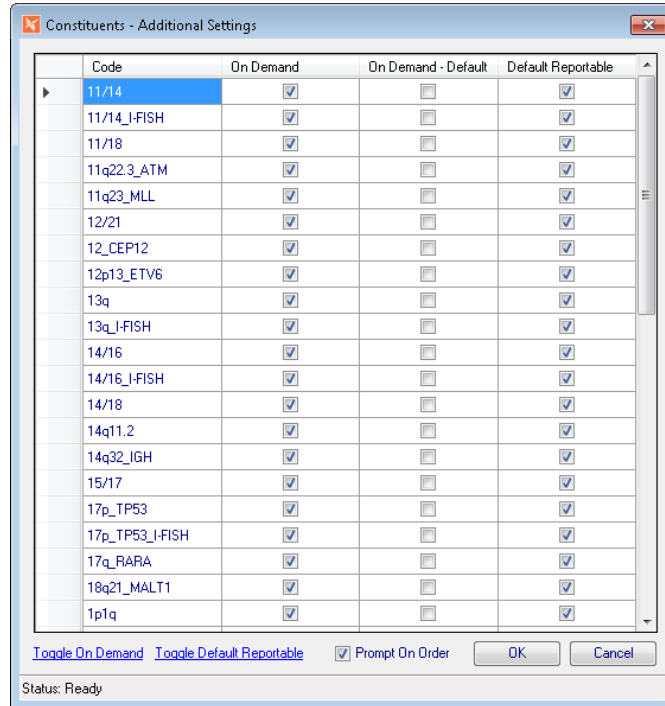 Constituents - Additional Settings
Code On Demand On Demand - Default Default Reportable
11/14
11/14_I-FISH
11/18
11q22.3_ATM
11q23_MLL
12/21
12_CEP12
12p13_ETV6
13q
13q_I-FISH
14/16
14/16_I-FISH
14/18
14q11.2
14q32_IGH
15/17
17p_TP53
17p_TP53_I-FISH
17q_RARA
18q21_MALT1
1p1q
Toggle On Demand Toggle Default Reportable Prompt On Order OK Cancel
Status: Ready